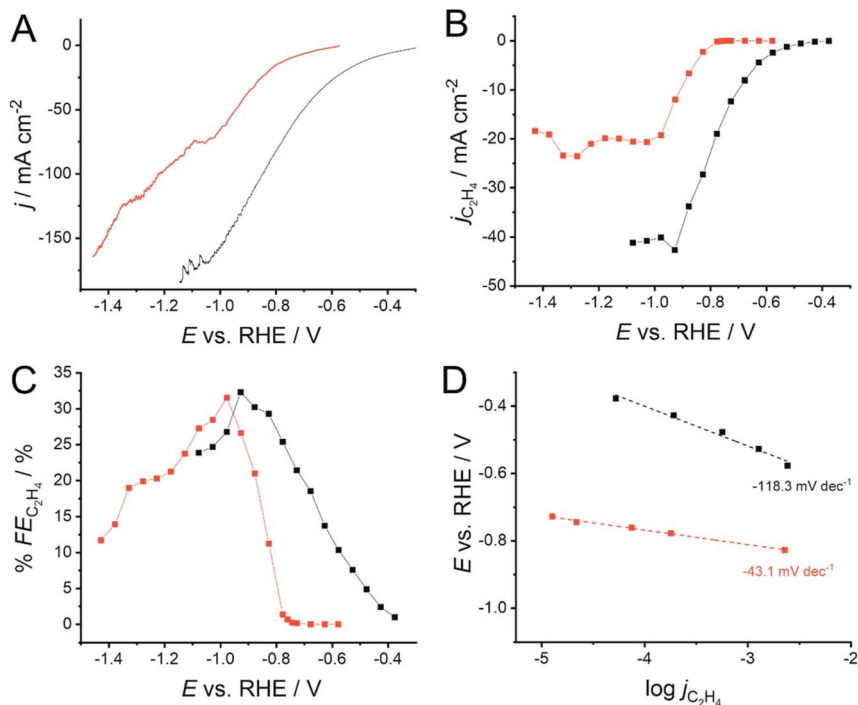 A
0
-50
-100
-150
j / mA cm⁻²
-1.4 -1.2 -1.0 -0.8 -0.6 -0.4
E vs. RHE / V
B
0
-10
-20
-30
-40
-50
j C₂H₄ / mA cm⁻²
-1.4 -1.2 -1.0 -0.8 -0.6 -0.4
E vs. RHE / V
C
35
30
25
20
15
10
5
0
% FE C₂H₄ / %
-1.4 -1.2 -1.0 -0.8 -0.6 -0.4
E vs. RHE / V
D
-0.4
-0.6
-0.8
-1.0
E vs. RHE / V
-118.3 mV dec⁻¹
-43.1 mV dec⁻¹
-5 -4 -3 -2
log j C₂H₄